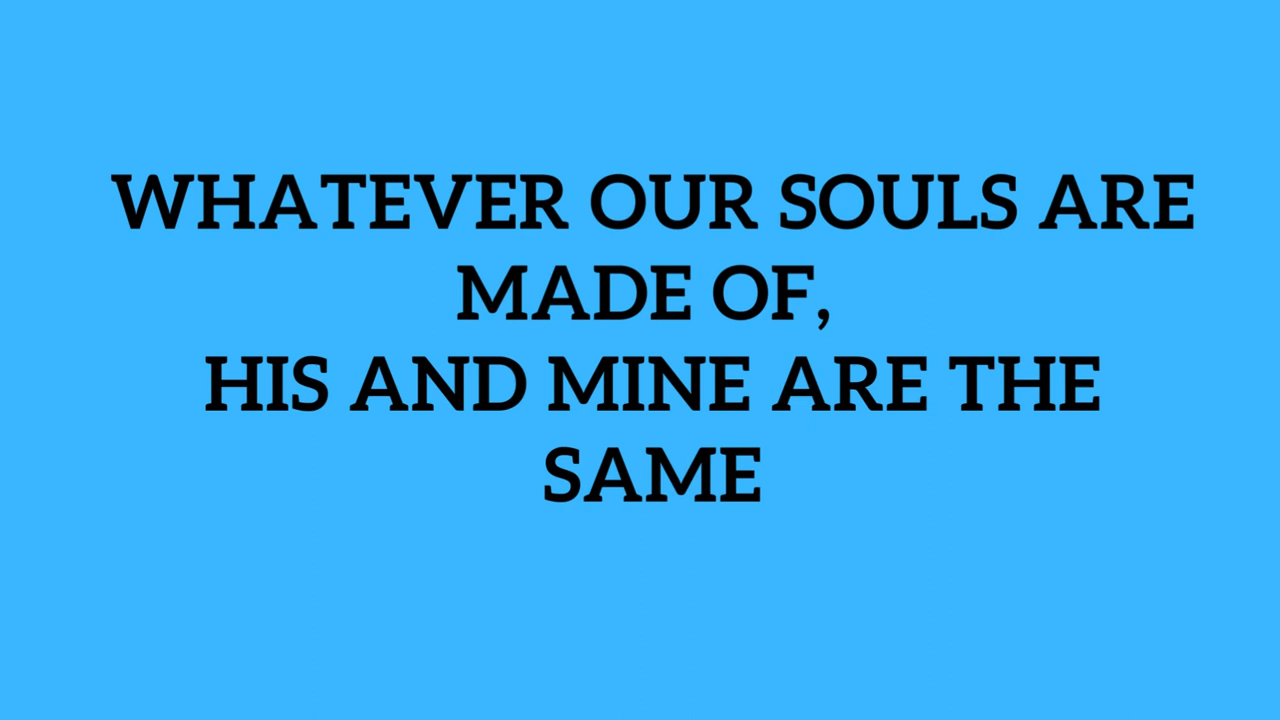 WHATEVER OUR SOULS ARE
MADE OF,
HIS AND MINE ARE THE
SAME